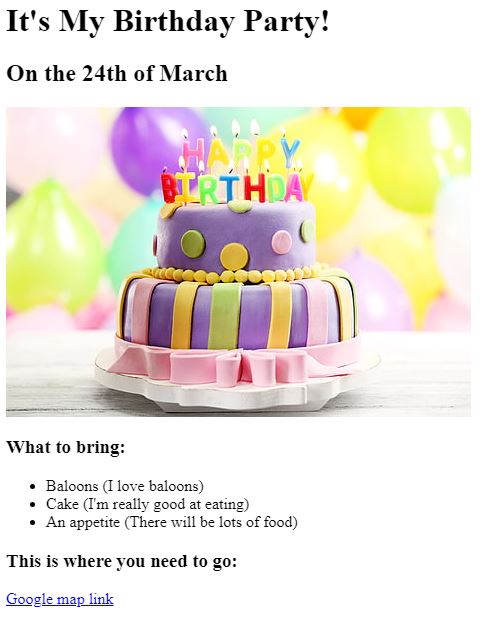 It's My Birthday Party!
On the 24th of March
HAPPY
BIRTHDAY
What to bring:
Baloons (I love baloons)
Cake (I'm really good at eating)
An appetite (There will be lots of food)
This is where you need to go:
Google map link